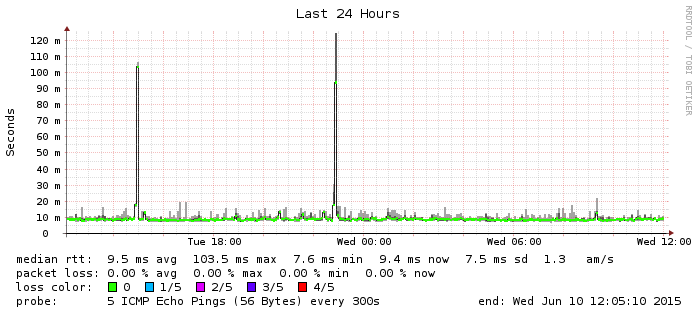 Last 24 Hours
RRDTOOL / TOBI OETIKER
Seconds
120 m
110 m
100 m
90 m
80 m
70 m
60 m
50 m
40 m
30 m
20 m
10 m
0
Tue 18:00 Wed 00:00 Wed 06:00 Wed 12:00
median rtt: 9.5 ms avg 103.5 ms max 7.6 ms min 9.4 ms now 7.5 ms sd 1.3 am/s
packet loss: 0.00 % avg 0.00 % max 0.00 % min 0.00 % now
loss color: 0 1/5 2/5 3/5 4/5
probe: 5 ICMP Echo Pings (56 Bytes) every 300s end: Wed Jun 10 12:05:10 2015